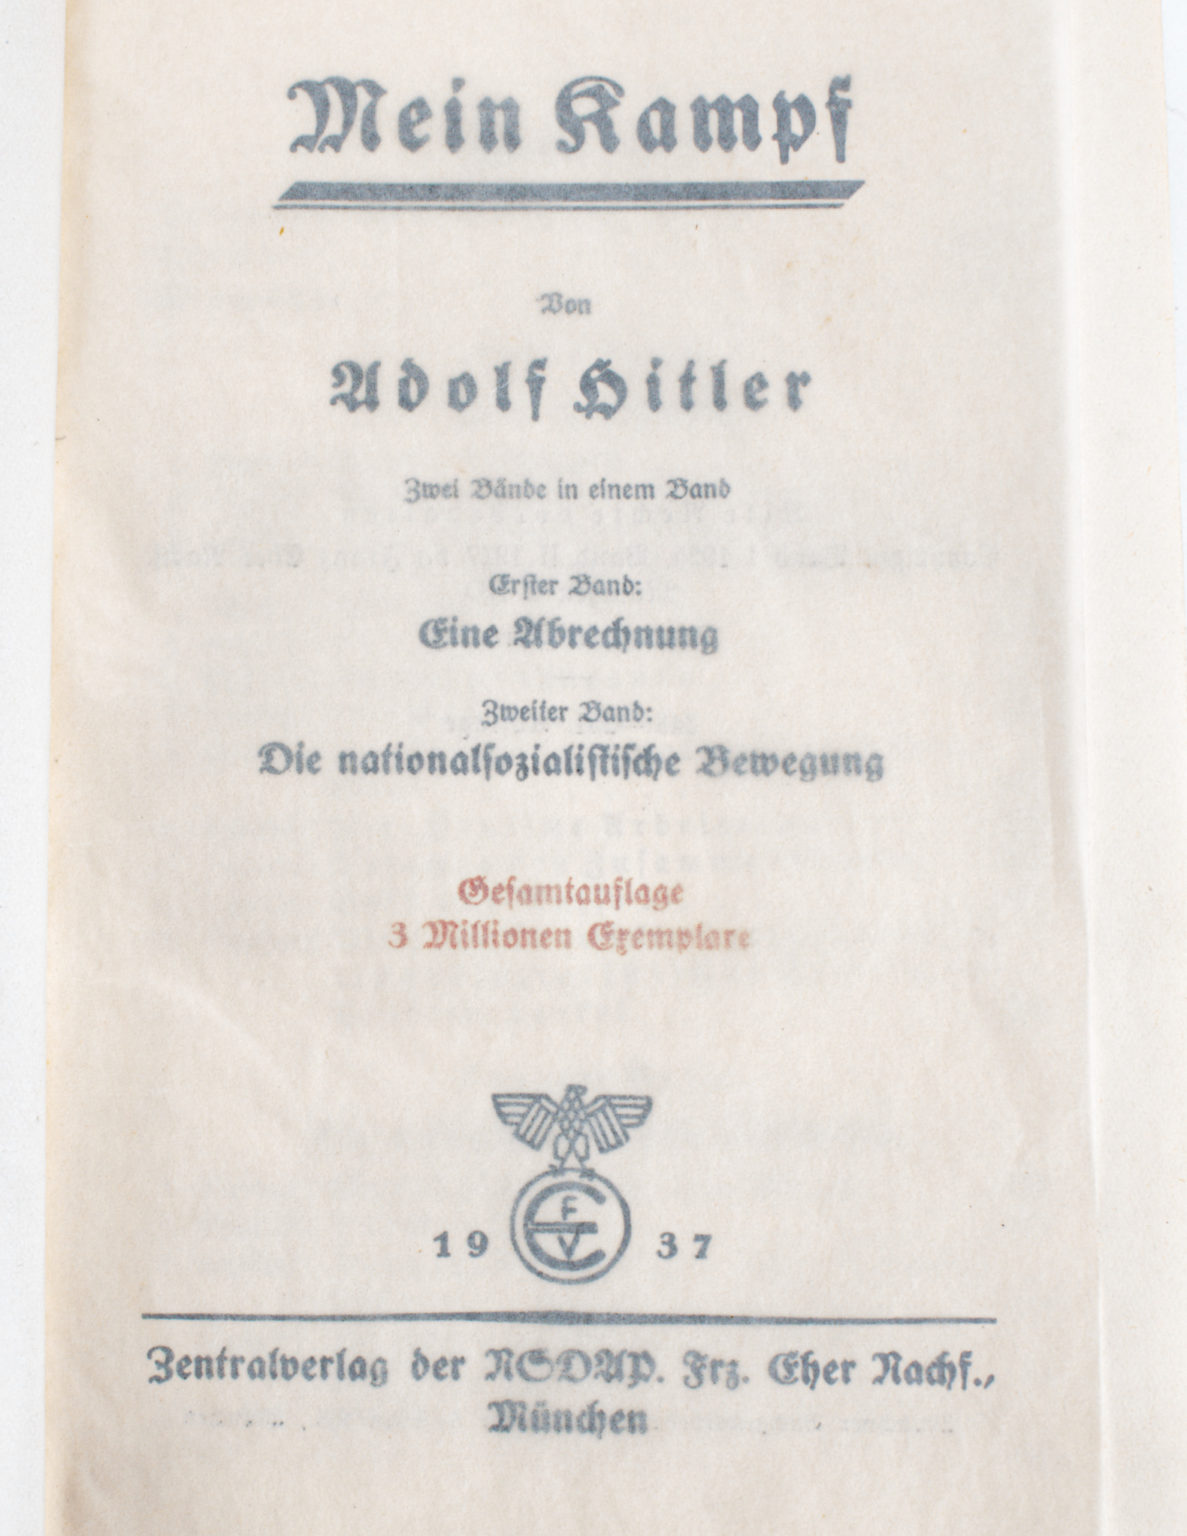 Mein Kampf
Von
Adolf Hitler
Zwei Bände in einem Band
Erster Band:
Eine Abrechnung
Zweiter Band:
Die nationalsozialistische Bewegung
Gesamtauflage
3 Millionen Exemplare
F
E
V
19 37
Zentralverlag der NSDAP. Frz. Eher Nachf.,
München